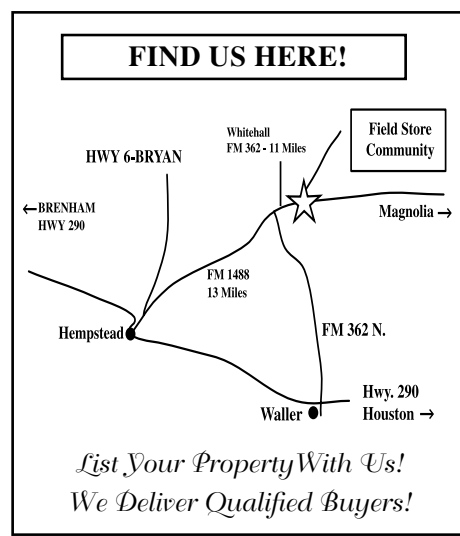 FIND US HERE!
Whitehall
FM 362 - 11 Miles
Field Store
Community
HWY 6-BRYAN
←BRENHAM
HWY 290
Magnolia →
FM 1488
13 Miles
Hempstead
FM 362 N.
Hwy. 290
Houston →
Waller
List Your Property With Us!
We Deliver Qualified Buyers!